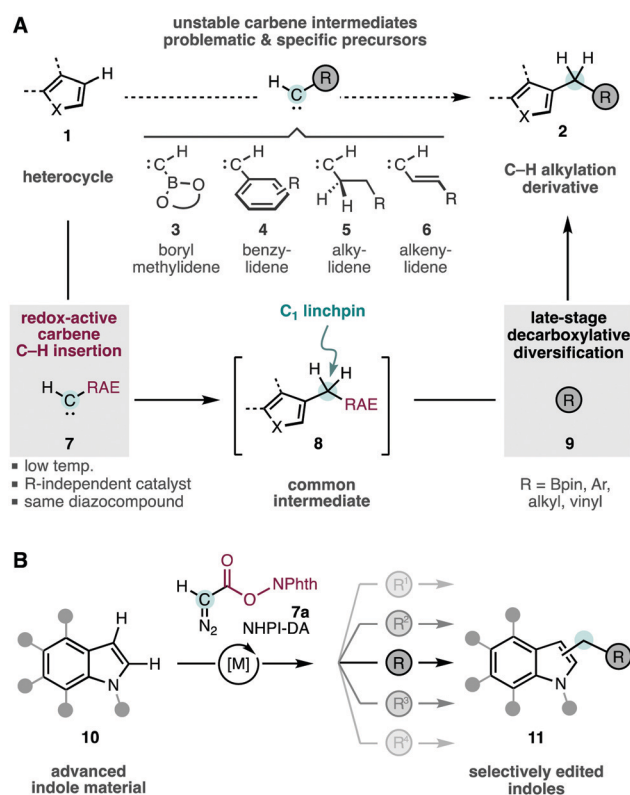 A
unstable carbene intermediates
problematic & specific precursors
H
X
1
heterocycle
H
C
R
H H
R
X
2
C–H alkylation
derivative
:C H
B O
O
3
boryl
methylidene
:C H
R
4
benzy-
lidene
:C H
H
H
R
5
alky-
lidene
:C H
R
6
alkeny-
lidene
redox-active
carbene
C–H insertion
H C RAE
7
▪ low temp.
▪ R-independent catalyst
▪ same diazocompound
C1 linchpin
H H
RAE
X
8
common
intermediate
late-stage
decarboxylative
diversification
R
9
R = Bpin, Ar,
alkyl, vinyl
B
H
H
N
10
advanced
indole material
O
H C O NPhth
N2
7a
NHPI-DA
[M]
R1
R2
R
R3
R4
R
N
11
selectively edited
indoles